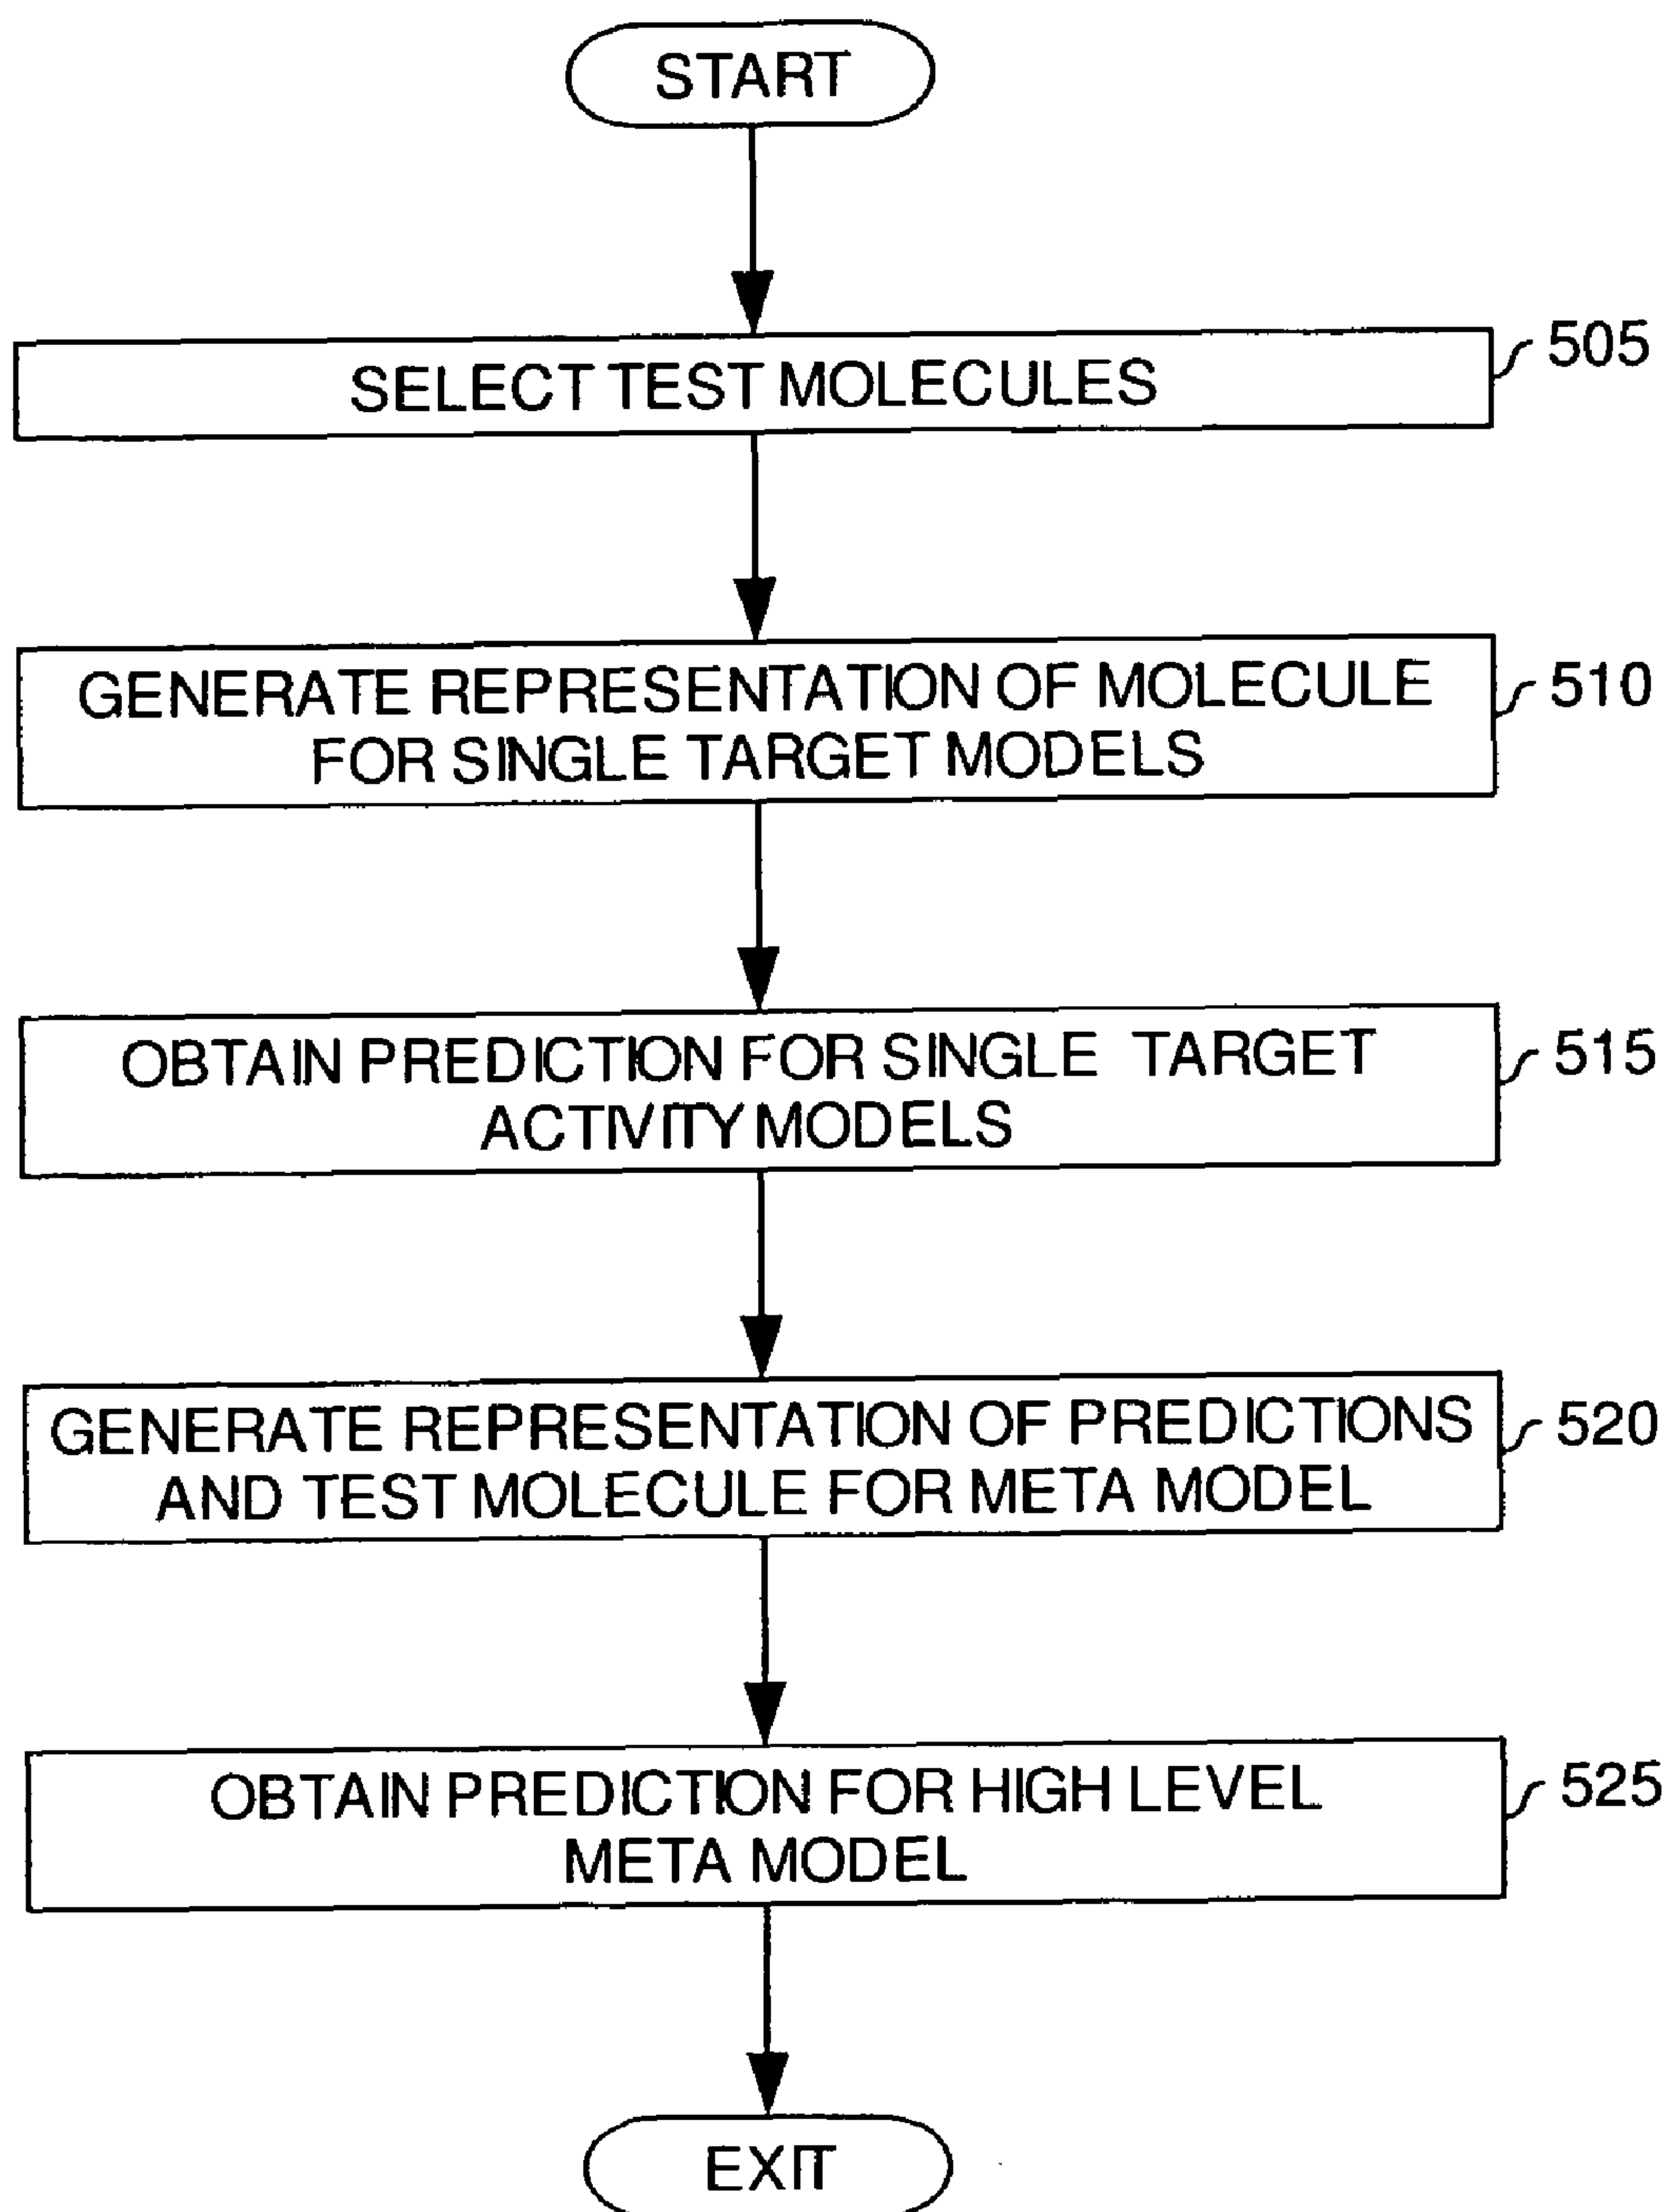 START
SELECT TEST MOLECULES
505
GENERATE REPRESENTATION OF MOLECULE
FOR SINGLE TARGET MODELS
510
OBTAIN PREDICTION FOR SINGLE TARGET
ACTIVITY MODELS
515
GENERATE REPRESENTATION OF PREDICTIONS
AND TEST MOLECULE FOR META MODEL
520
OBTAIN PREDICTION FOR HIGH LEVEL
META MODEL
525
EXIT